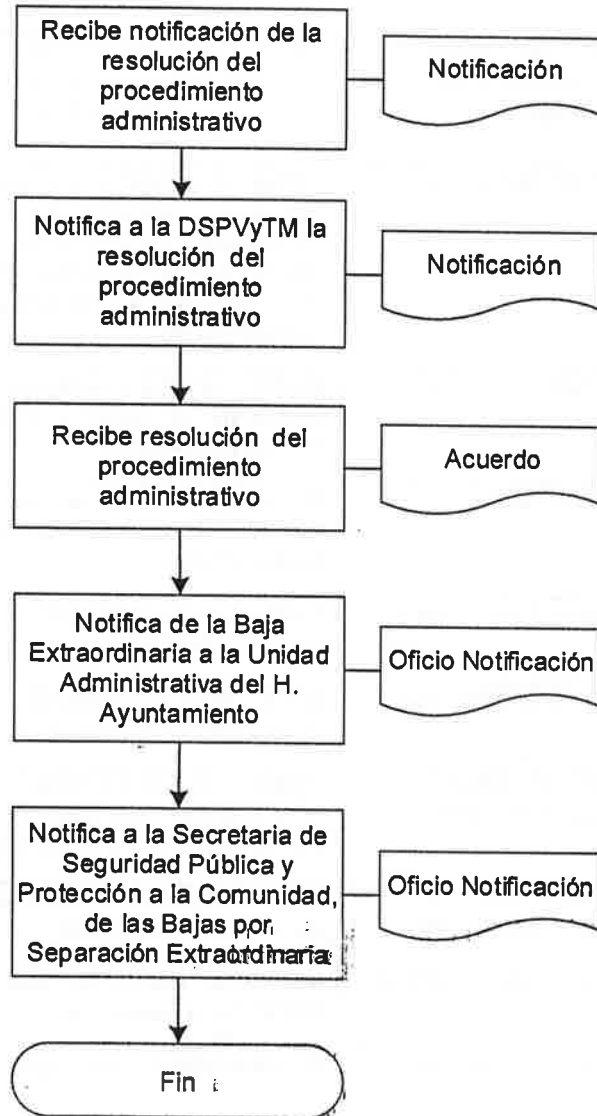 Recibe notificación de la
resolución del
procedimiento
administrativo
Notificación
Notifica a la DSPVyTM la
resolución del
procedimiento
administrativo
Notificación
Recibe resolución del
procedimiento
administrativo
Acuerdo
Notifica de la Baja
Extraordinaria a la Unidad
Administrativa del H.
Ayuntamiento
Oficio Notificación
Notifica a la Secretaria de
Seguridad Pública y
Protección a la Comunidad,
de las Bajas por
Separación Extraordinaria
Oficio Notificación
Fin